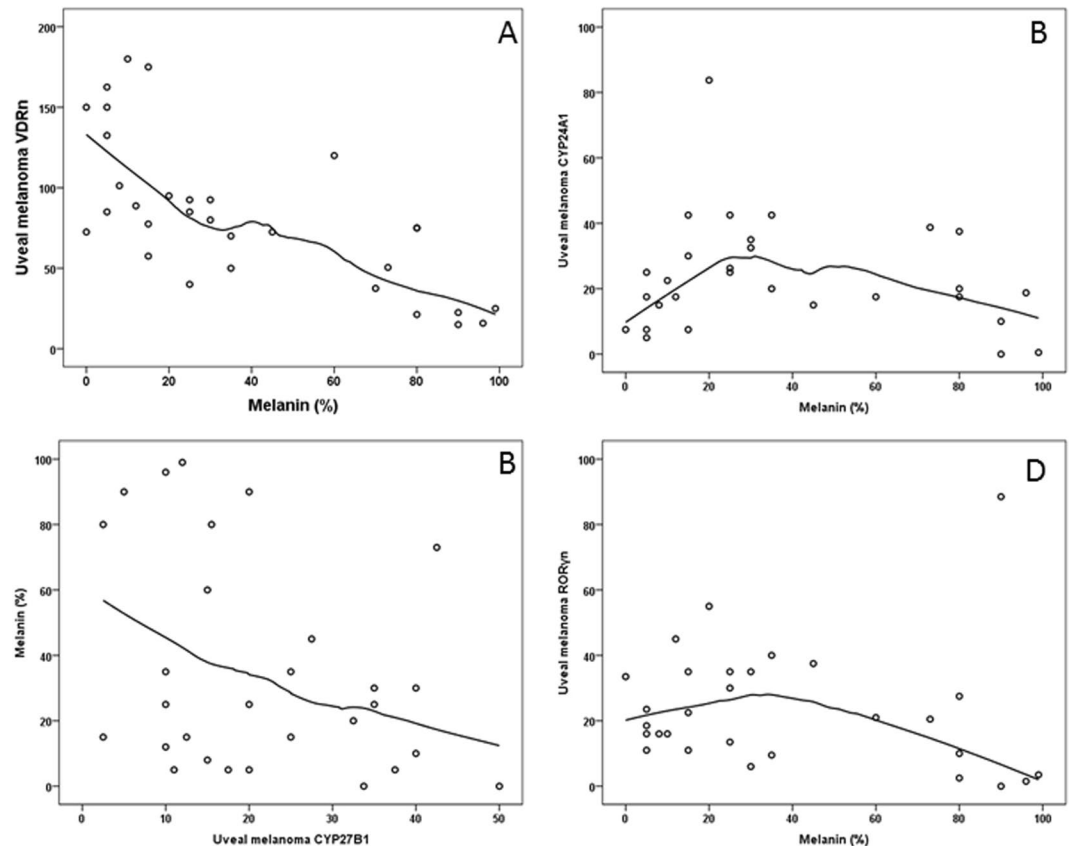 A
Uveal melanoma VDRn
200
150
100
50
0
0 20 40 60 80 100
Melanin (%)
B
Uveal melanoma CYP24A1
100
80
60
40
20
0
0 20 40 60 80 100
Melanin (%)
B
Melanin (%)
100
80
60
40
20
0
0 10 20 30 40 50
Uveal melanoma CYP27B1
D
Uveal melanoma RORγn
100
80
60
40
20
0
0 20 40 60 80 100
Melanin (%)